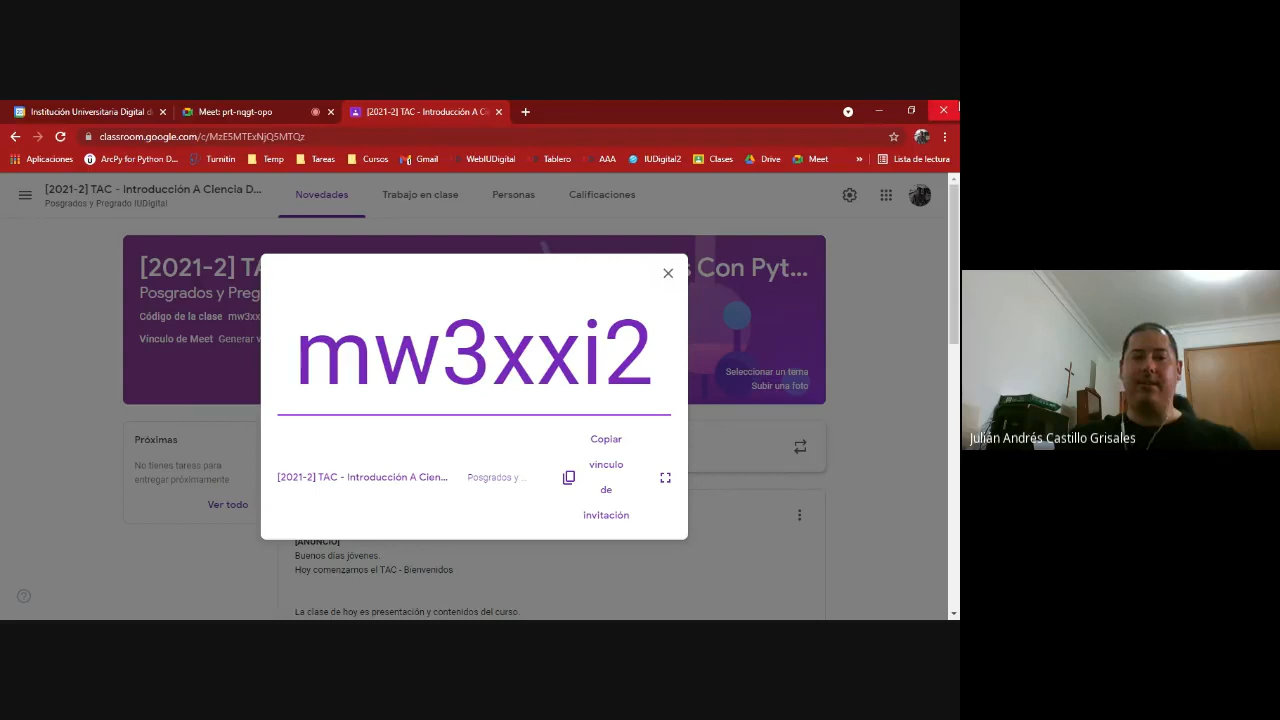 Institución Universitaria Digital d
Meet: prt-nqgt-opo
[2021-2] TAC - Introducción A Ci
classroom.google.com/c/MzE5MTExNjQ5MTQz
Aplicaciones
ArcPy for Python D...
Turnitin
Temp
Tareas
Cursos
Gmail
WebIUDigital
Tablero
AAA
IUDigital2
Clases
Drive
Meet
»
Lista de lectura
[2021-2] TAC - Introducción A Ciencia D...
Posgrados y Pregrado IUDigital
Novedades
Trabajo en clase
Personas
Calificaciones
[2021-2] TA
s Con Pyt...
Posgrados y Preg
Código de la clase mw3xx
Vínculo de Meet Generar v
Seleccionar un tema
Subir una foto
mw3xxi2
[2021-2] TAC - Introducción A Cien...
Posgrados y ...
Copiar
vínculo
de
invitación
Próximas
No tienes tareas para
entregar próximamente
Ver todo
[ANUNCIO]
Buenos días jóvenes.
Hoy comenzamos el TAC - Bienvenidos
La clase de hoy es presentación y contenidos del curso.
Julián Andrés Castillo Grisales